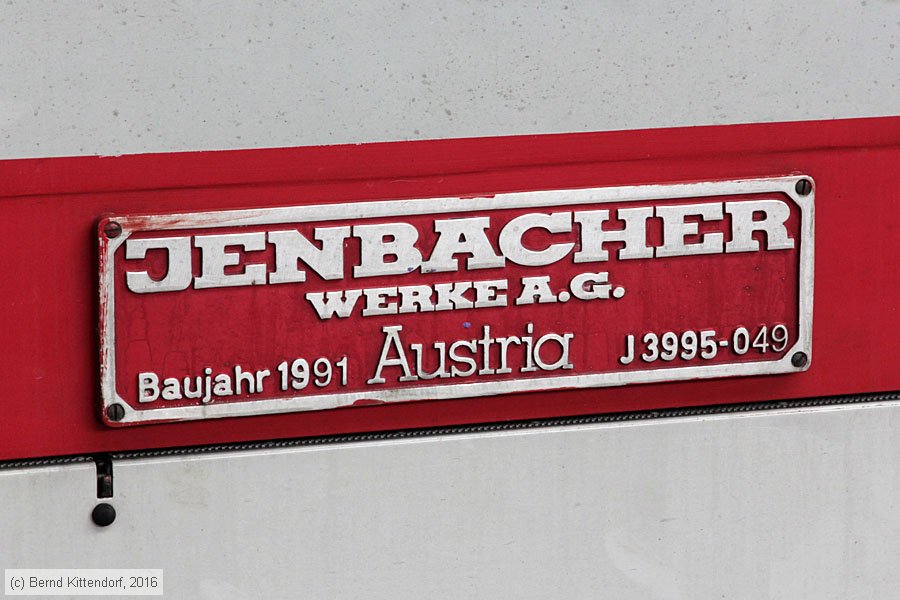 JENBACHER
WERKE A.G.
Baujahr 1991 Austria J3995-049
(c) Bernd Kittendorf, 2016